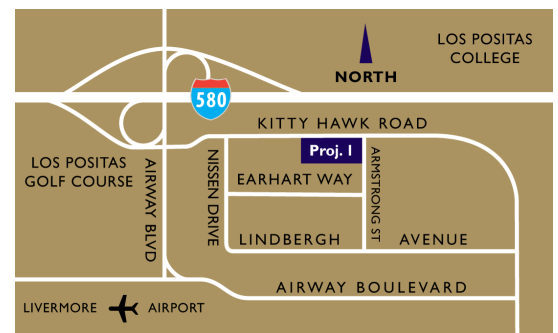 LOS POSITAS
COLLEGE
NORTH
580
KITTY HAWK ROAD
Proj. I
LOS POSITAS
GOLF COURSE
AIRWAY BLVD
NISSEN DRIVE
EARHART WAY
ARMSTRONG ST
LINDBERGH AVENUE
AIRWAY BOULEVARD
LIVERMORE AIRPORT